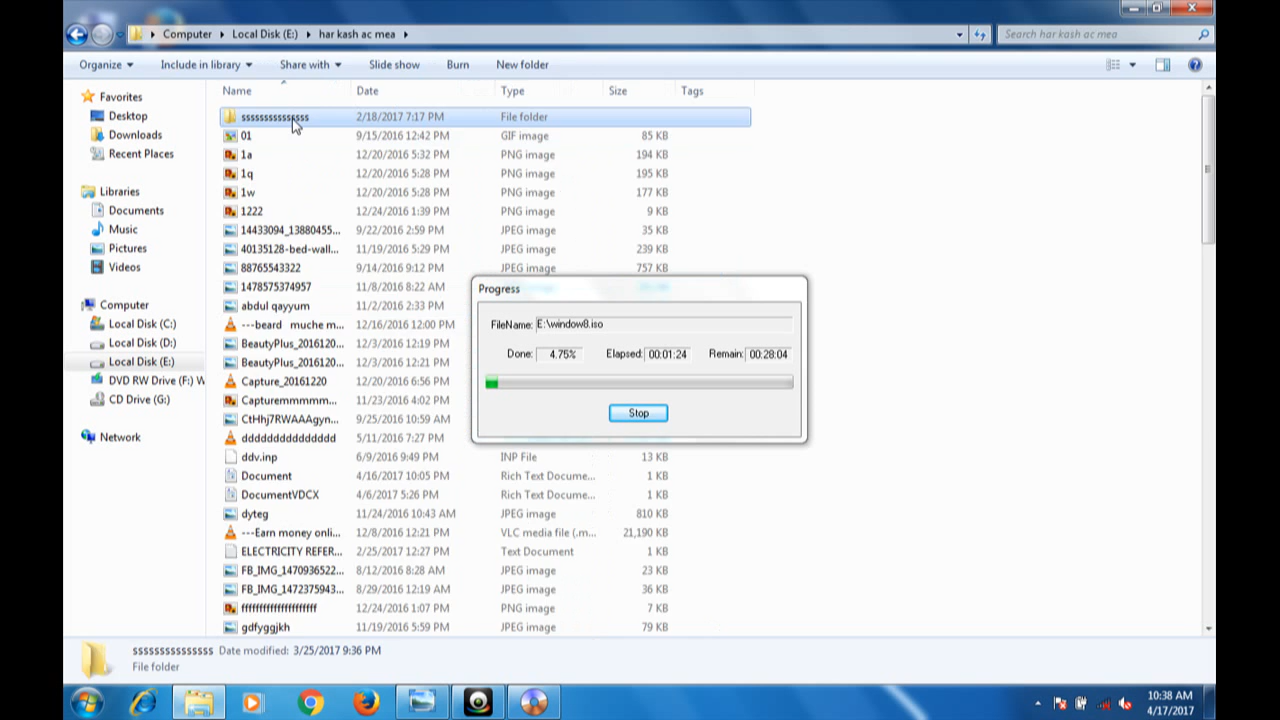 Computer Local Disk (E:) har kash ac mea
Search har kash ac mea
Organize Include in library Share with Slide show Burn New folder
Name Date Type Size Tags
Favorites
Desktop
Downloads
Recent Places
Libraries
Documents
Music
Pictures
Videos
Computer
Local Disk (C:)
Local Disk (D:)
Local Disk (E:)
DVD RW Drive (F:) W
CD Drive (G:)
Network
sssssssssssssss 2/18/2017 7:17 PM File folder
01 9/15/2016 12:42 PM GIF image 85 KB
1a 12/20/2016 5:32 PM PNG image 194 KB
1q 12/20/2016 5:28 PM PNG image 195 KB
1w 12/20/2016 5:28 PM PNG image 177 KB
1222 12/24/2016 1:39 PM PNG image 9 KB
14433094_13880455... 9/22/2016 2:59 PM JPEG image 35 KB
40135128-bed-wall... 11/19/2016 5:29 PM JPEG image 239 KB
88765543322 9/14/2016 9:12 PM JPEG image 757 KB
1478575374957 11/8/2016 8:22 AM
abdul qayyum 11/2/2016 2:33 PM
---beard muche m... 12/16/2016 12:00 PM
BeautyPlus_2016120... 12/3/2016 12:19 PM
BeautyPlus_2016120... 12/3/2016 12:21 PM
Capture_20161220 12/20/2016 6:56 PM
Capturemmmmm... 11/23/2016 4:02 PM
CtHhj7RWAAAgyn... 9/25/2016 10:59 AM
ddddddddddddddd 5/11/2016 7:27 PM
ddv.inp 6/9/2016 9:49 PM INP File 13 KB
Document 4/16/2017 10:05 PM Rich Text Docume... 1 KB
DocumentVDCX 4/6/2017 5:26 PM Rich Text Docume... 1 KB
dyteg 11/24/2016 10:43 AM JPEG image 810 KB
---Earn money onli... 12/8/2016 12:21 PM VLC media file (.m... 21,190 KB
ELECTRICITY REFER... 2/25/2017 12:27 PM Text Document 1 KB
FB_IMG_1470936522... 8/12/2016 8:28 AM JPEG image 23 KB
FB_IMG_1472375943... 8/29/2016 12:19 AM JPEG image 36 KB
fffffffffffffffffffff 12/24/2016 1:07 PM PNG image 7 KB
gdfyggjkh 11/19/2016 5:59 PM JPEG image 79 KB
Progress
FileName: E:\window8.iso
Done: 4.75% Elapsed: 00:01:24 Remain: 00:28:04
Stop
sssssssssssssss Date modified: 3/25/2017 9:36 PM
File folder
10:38 AM
4/17/2017